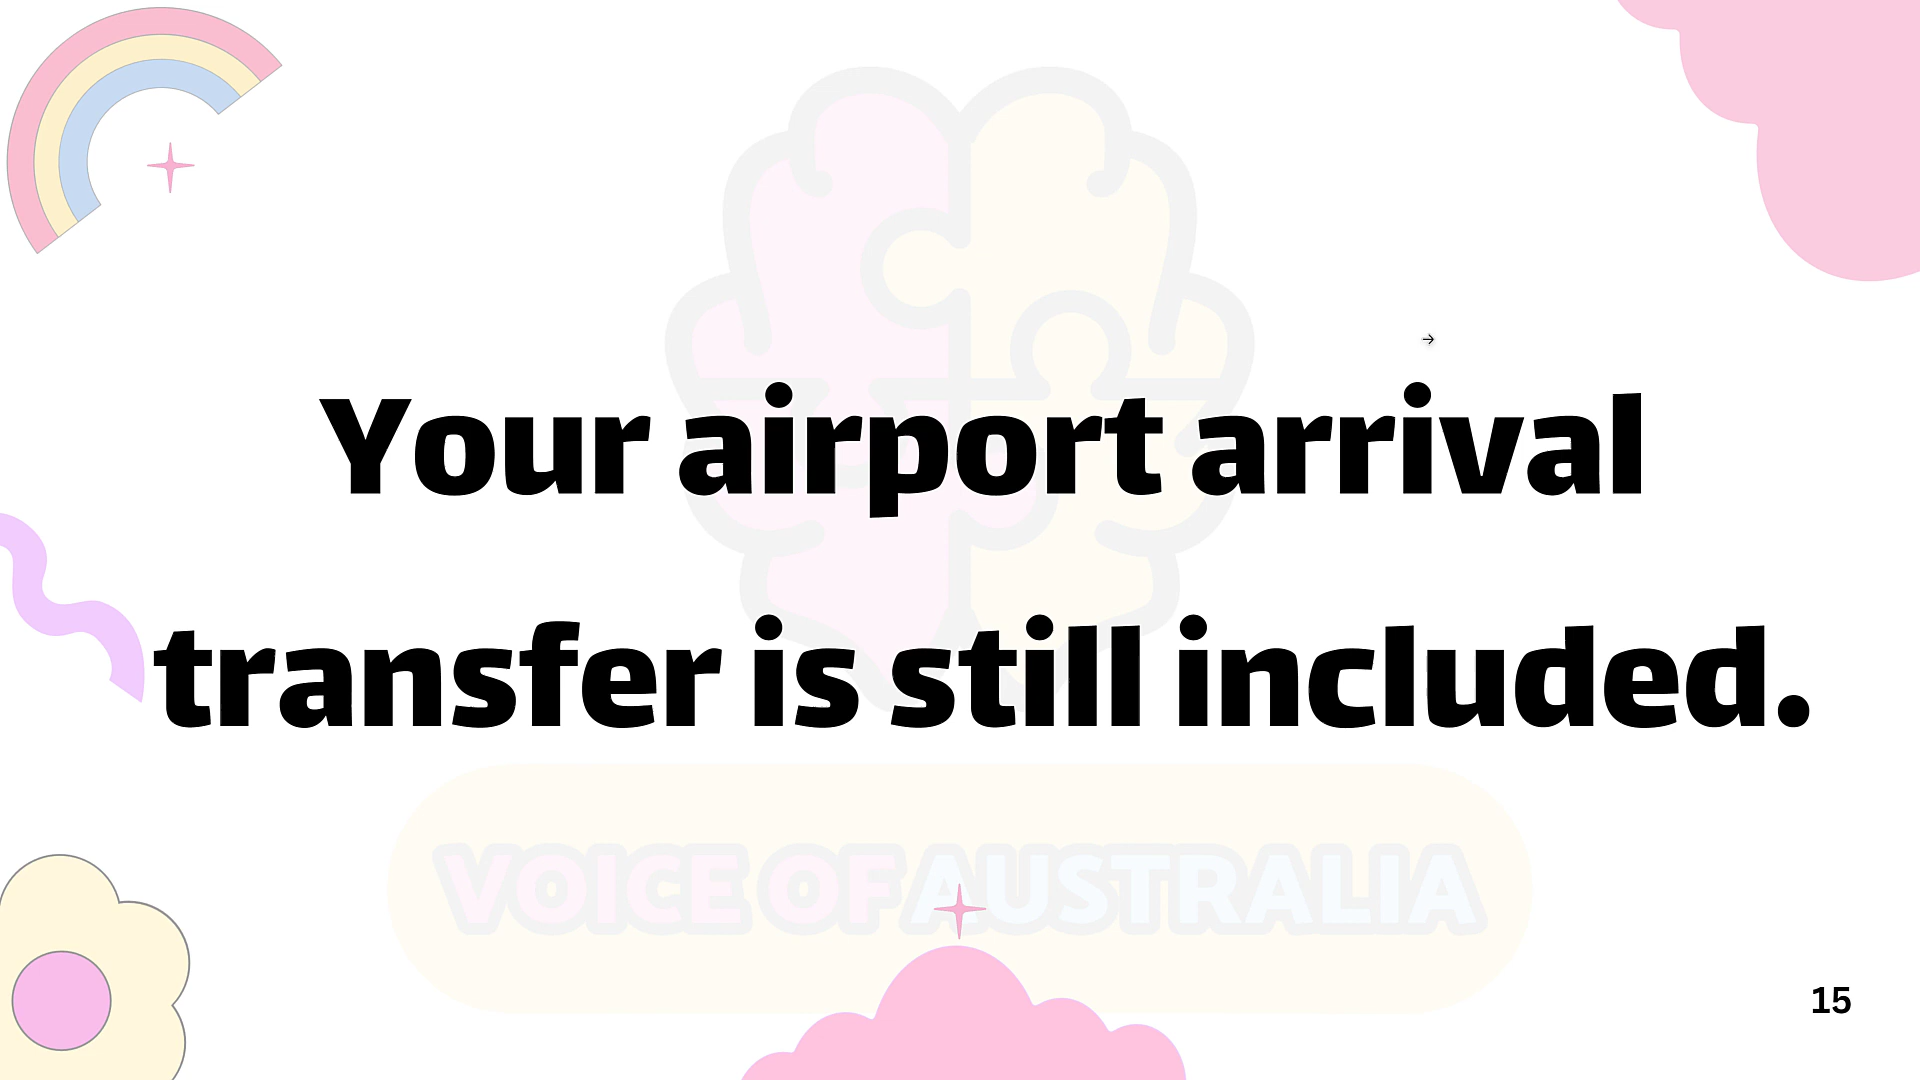 Your airport arrival
transfer is still included.
VOICE OF AUSTRALIA
15